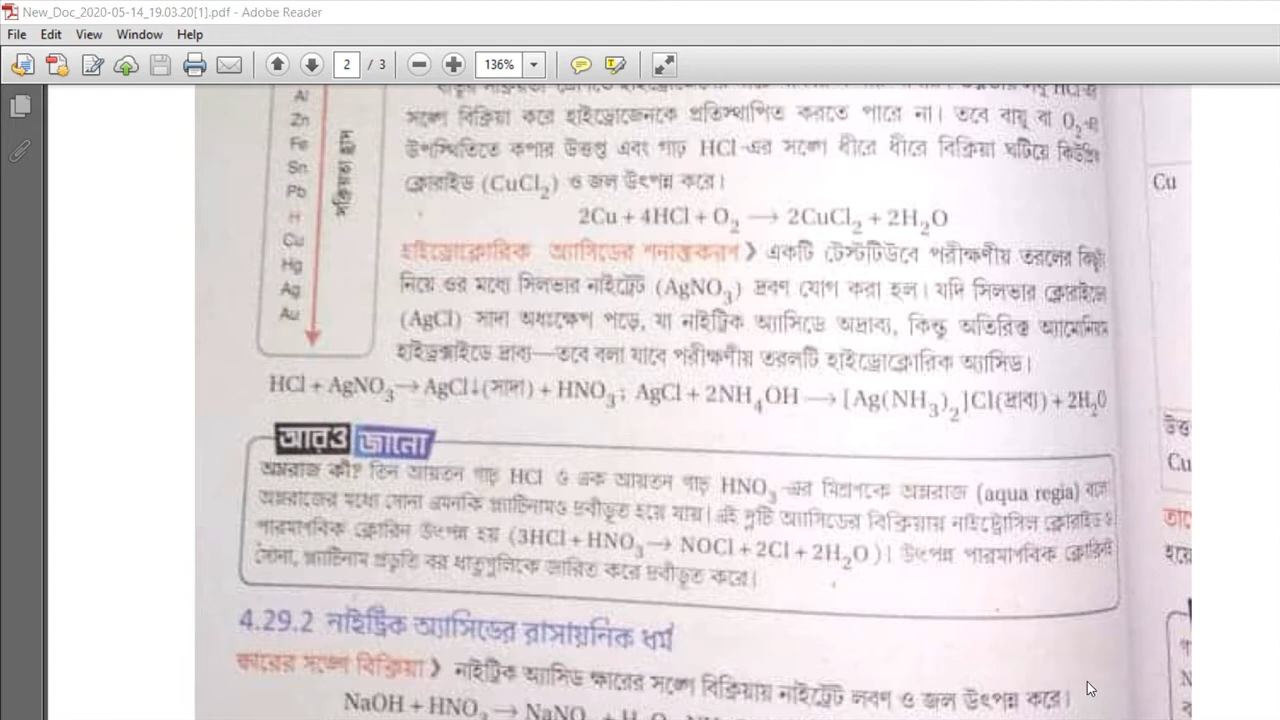 New_Doc_2020-05-14_19.03.20[1].pdf - Adobe Reader
File Edit View Window Help
2 / 3 136%
Al
Zn
Fe
Sn
Pb
H
Cu
Hg
Ag
Au
সক্রিয়তা হ্রাস
সঙ্গে বিক্রিয়া করে হাইড্রোজেনকে প্রতিস্থাপিত করতে পারে না। তবে বায়ু বা O₂-এর
উপস্থিতিতে কপার উত্তপ্ত এবং গাঢ় HCl-এর সঙ্গে ধীরে ধীরে বিক্রিয়া ঘটিয়ে কিউপ্রিক
ক্লোরাইড (CuCl₂) ও জল উৎপন্ন করে।
2Cu + 4HCl + O₂ ⟶ 2CuCl₂ + 2H₂O
হাইড্রোক্লোরিক অ্যাসিডের শনাক্তকরণ❯ একটি টেস্টটিউবে পরীক্ষণীয় তরলের কিছুটা
নিয়ে ওর মধ্যে সিলভার নাইট্রেট (AgNO₃) দ্রবণ যোগ করা হল। যদি সিলভার ক্লোরাইডের
(AgCl) সাদা অধঃক্ষেপ পড়ে, যা নাইট্রিক অ্যাসিডে অদ্রাব্য, কিন্তু অতিরিক্ত অ্যামোনিয়াম
হাইড্রক্সাইডে দ্রাব্য—তবে বলা যাবে পরীক্ষণীয় তরলটি হাইড্রোক্লোরিক অ্যাসিড।
HCl + AgNO₃→ AgCl↓(সাদা) + HNO₃; AgCl + 2NH₄OH ⟶ [Ag(NH₃)₂]Cl(দ্রাব্য) + 2H₂O
আরও জানো
অম্লরাজ কী? তিন আয়তন গাঢ় HCl ও এক আয়তন গাঢ় HNO₃-এর মিশ্রণকে অম্লরাজ (aqua regia) বলে
অম্লরাজের মধ্যে সোনা এমনকি প্ল্যাটিনামও দ্রবীভূত হয়ে যায়। এই দুটি অ্যাসিডের বিক্রিয়ায় নাইট্রোসিল ক্লোরাইড ও
পারমাণবিক ক্লোরিন উৎপন্ন হয় (3HCl + HNO₃→ NOCl + 2Cl + 2H₂O)। উৎপন্ন পারমাণবিক ক্লোরিন
সোনা, প্ল্যাটিনাম প্রভৃতি বর ধাতুগুলিকে জারিত করে দ্রবীভূত করে।
4.29.2 নাইট্রিক অ্যাসিডের রাসায়নিক ধর্ম
ক্ষারের সঙ্গে বিক্রিয়া❯ নাইট্রিক অ্যাসিড ক্ষারের সঙ্গে বিক্রিয়ায় নাইট্রেট লবণ ও জল উৎপন্ন করে।
NaOH + HNO₃→ NaNO₃
Cu
Cu